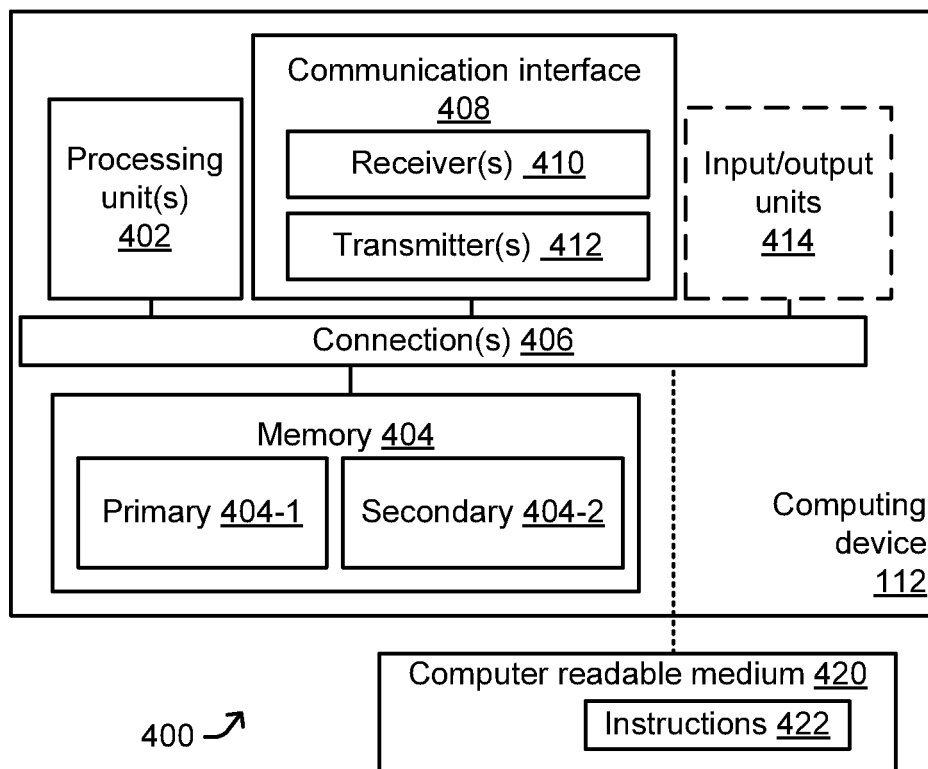 Communication interface
408
Receiver(s) 410
Transmitter(s) 412
Processing
unit(s)
402
Input/output
units
414
Connection(s) 406
Memory 404
Primary 404-1
Secondary 404-2
Computing
device
112
Computer readable medium 420
Instructions 422
400